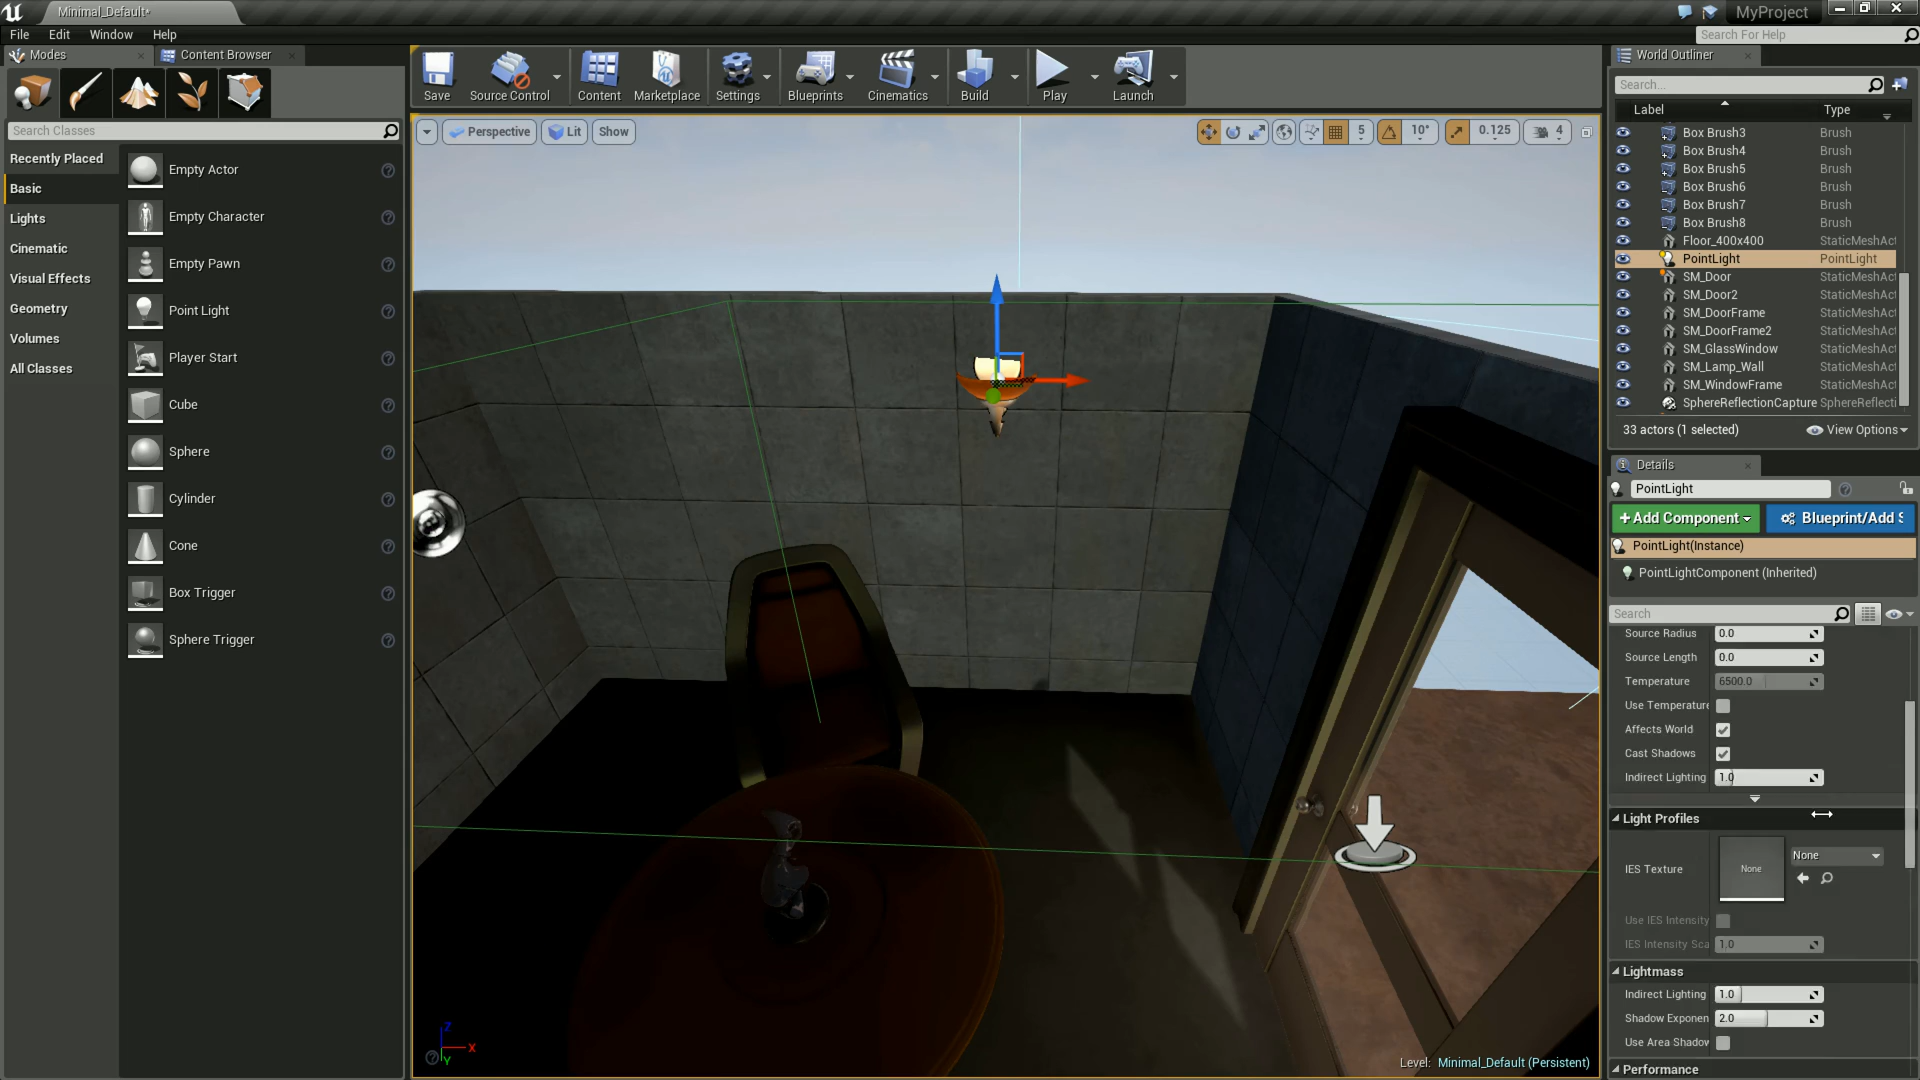 Minimal_Default*
MyProject
File Edit Window Help
Search For Help
Modes
Content Browser
Search Classes
Recently Placed
Basic
Lights
Cinematic
Visual Effects
Geometry
Volumes
All Classes
Empty Actor
Empty Character
Empty Pawn
Point Light
Player Start
Cube
Sphere
Cylinder
Cone
Box Trigger
Sphere Trigger
Save
Source Control
Content
Marketplace
Settings
Blueprints
Cinematics
Build
Play
Launch
Perspective
Lit
Show
5
10°
0.125
4
Z
X
Y
Level: Minimal_Default (Persistent)
World Outliner
Search...
Label Type
Box Brush3 Brush
Box Brush4 Brush
Box Brush5 Brush
Box Brush6 Brush
Box Brush7 Brush
Box Brush8 Brush
Floor_400x400 StaticMeshAct
PointLight PointLight
SM_Door StaticMeshAct
SM_Door2 StaticMeshAct
SM_DoorFrame StaticMeshAct
SM_DoorFrame2 StaticMeshAct
SM_GlassWindow StaticMeshAct
SM_Lamp_Wall StaticMeshAct
SM_WindowFrame StaticMeshAct
SphereReflectionCapture SphereReflecti
33 actors (1 selected)
View Options
Details
PointLight
+Add Component
Blueprint/Add S
PointLight(Instance)
PointLightComponent (Inherited)
Search
Source Radius 0.0
Source Length 0.0
Temperature 6500.0
Use Temperature
Affects World
Cast Shadows
Indirect Lighting 1.0
Light Profiles
IES Texture
None
None
Use IES Intensity
IES Intensity Sca 1.0
Lightmass
Indirect Lighting 1.0
Shadow Exponen 2.0
Use Area Shadow
Performance